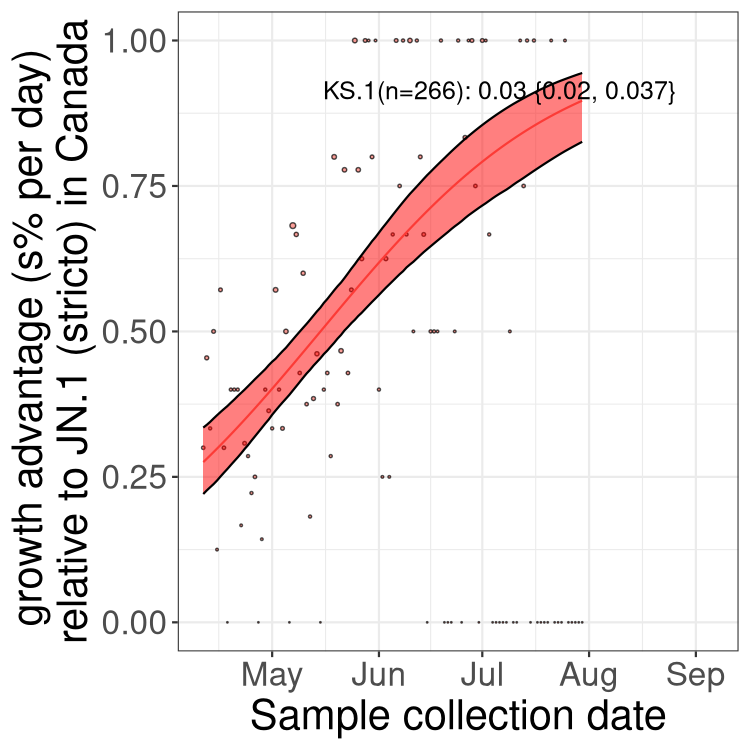 growth advantage (s% per day)
relative to JN.1 (stricto) in Canada
1.00
0.75
0.50
0.25
0.00
KS.1(n=266): 0.03 {0.02, 0.037}
May Jun Jul Aug Sep
Sample collection date